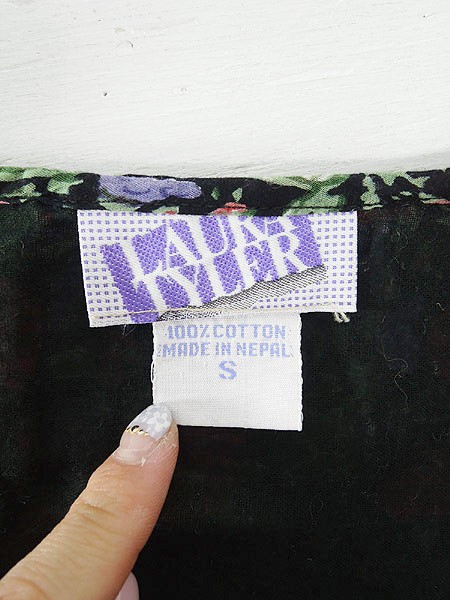 LAURA
TYLER
100% COTTON
MADE IN NEPAL
S